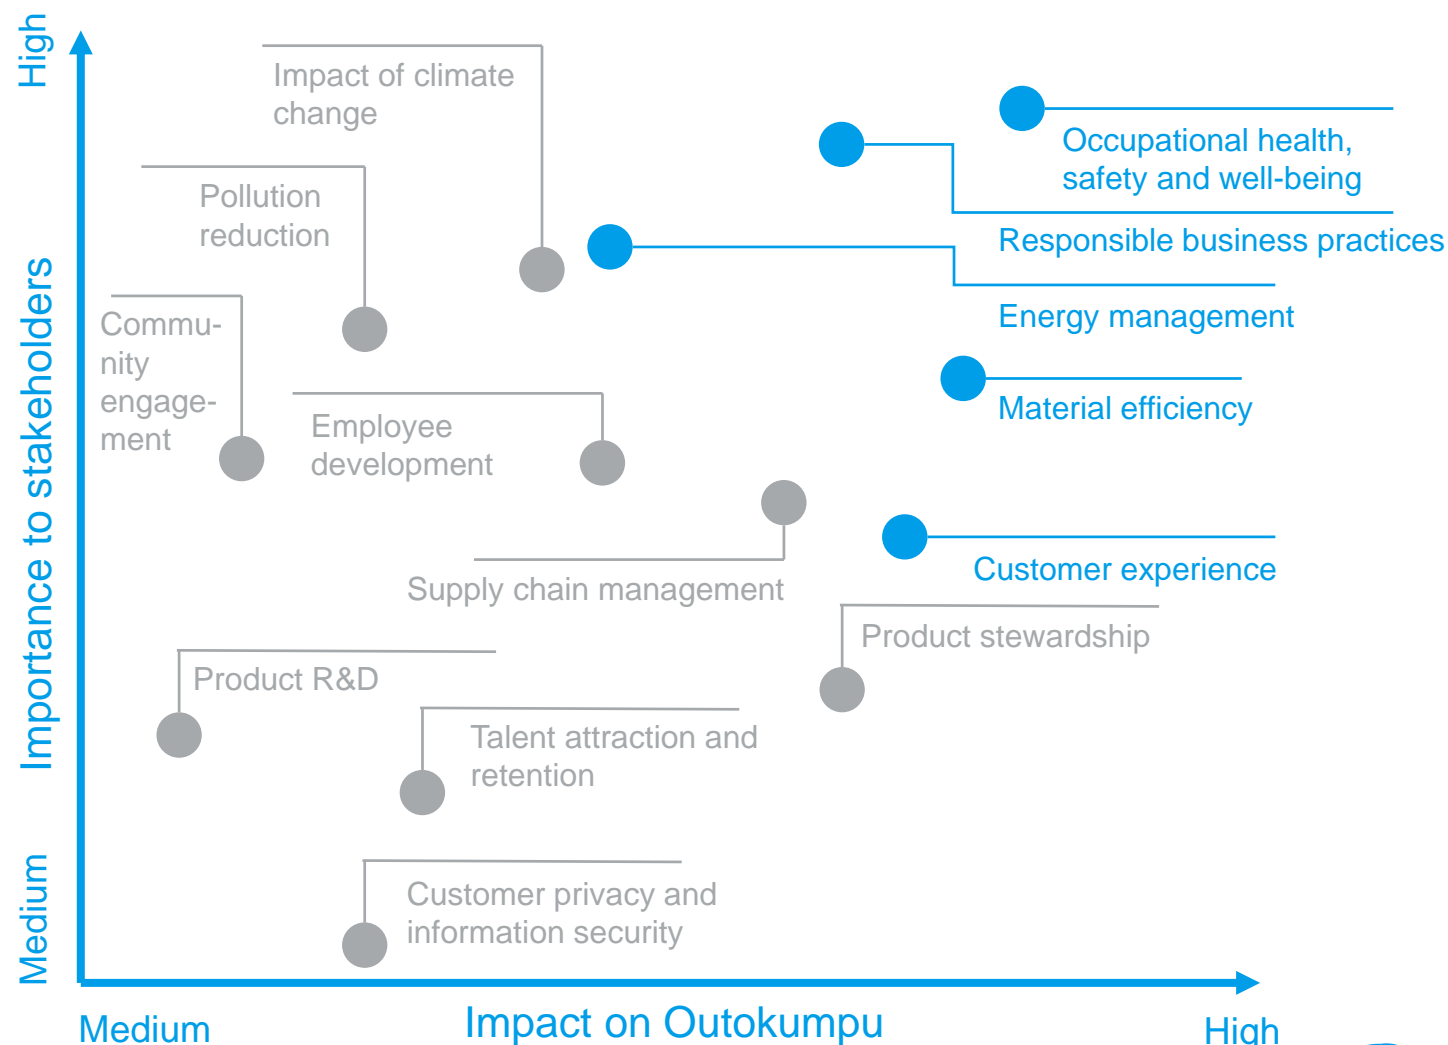 High
Impact of climate
change
Occupational health,
safety and well-being
Pollution
reduction
Responsible business practices
Commu-
nity
engage-
ment
Energy management
Material efficiency
Employee
development
Importance to stakeholders
Supply chain management
Customer experience
Product stewardship
Product R&D
Talent attraction and
retention
Customer privacy and
information security
Medium
Medium
Impact on Outokumpu
High